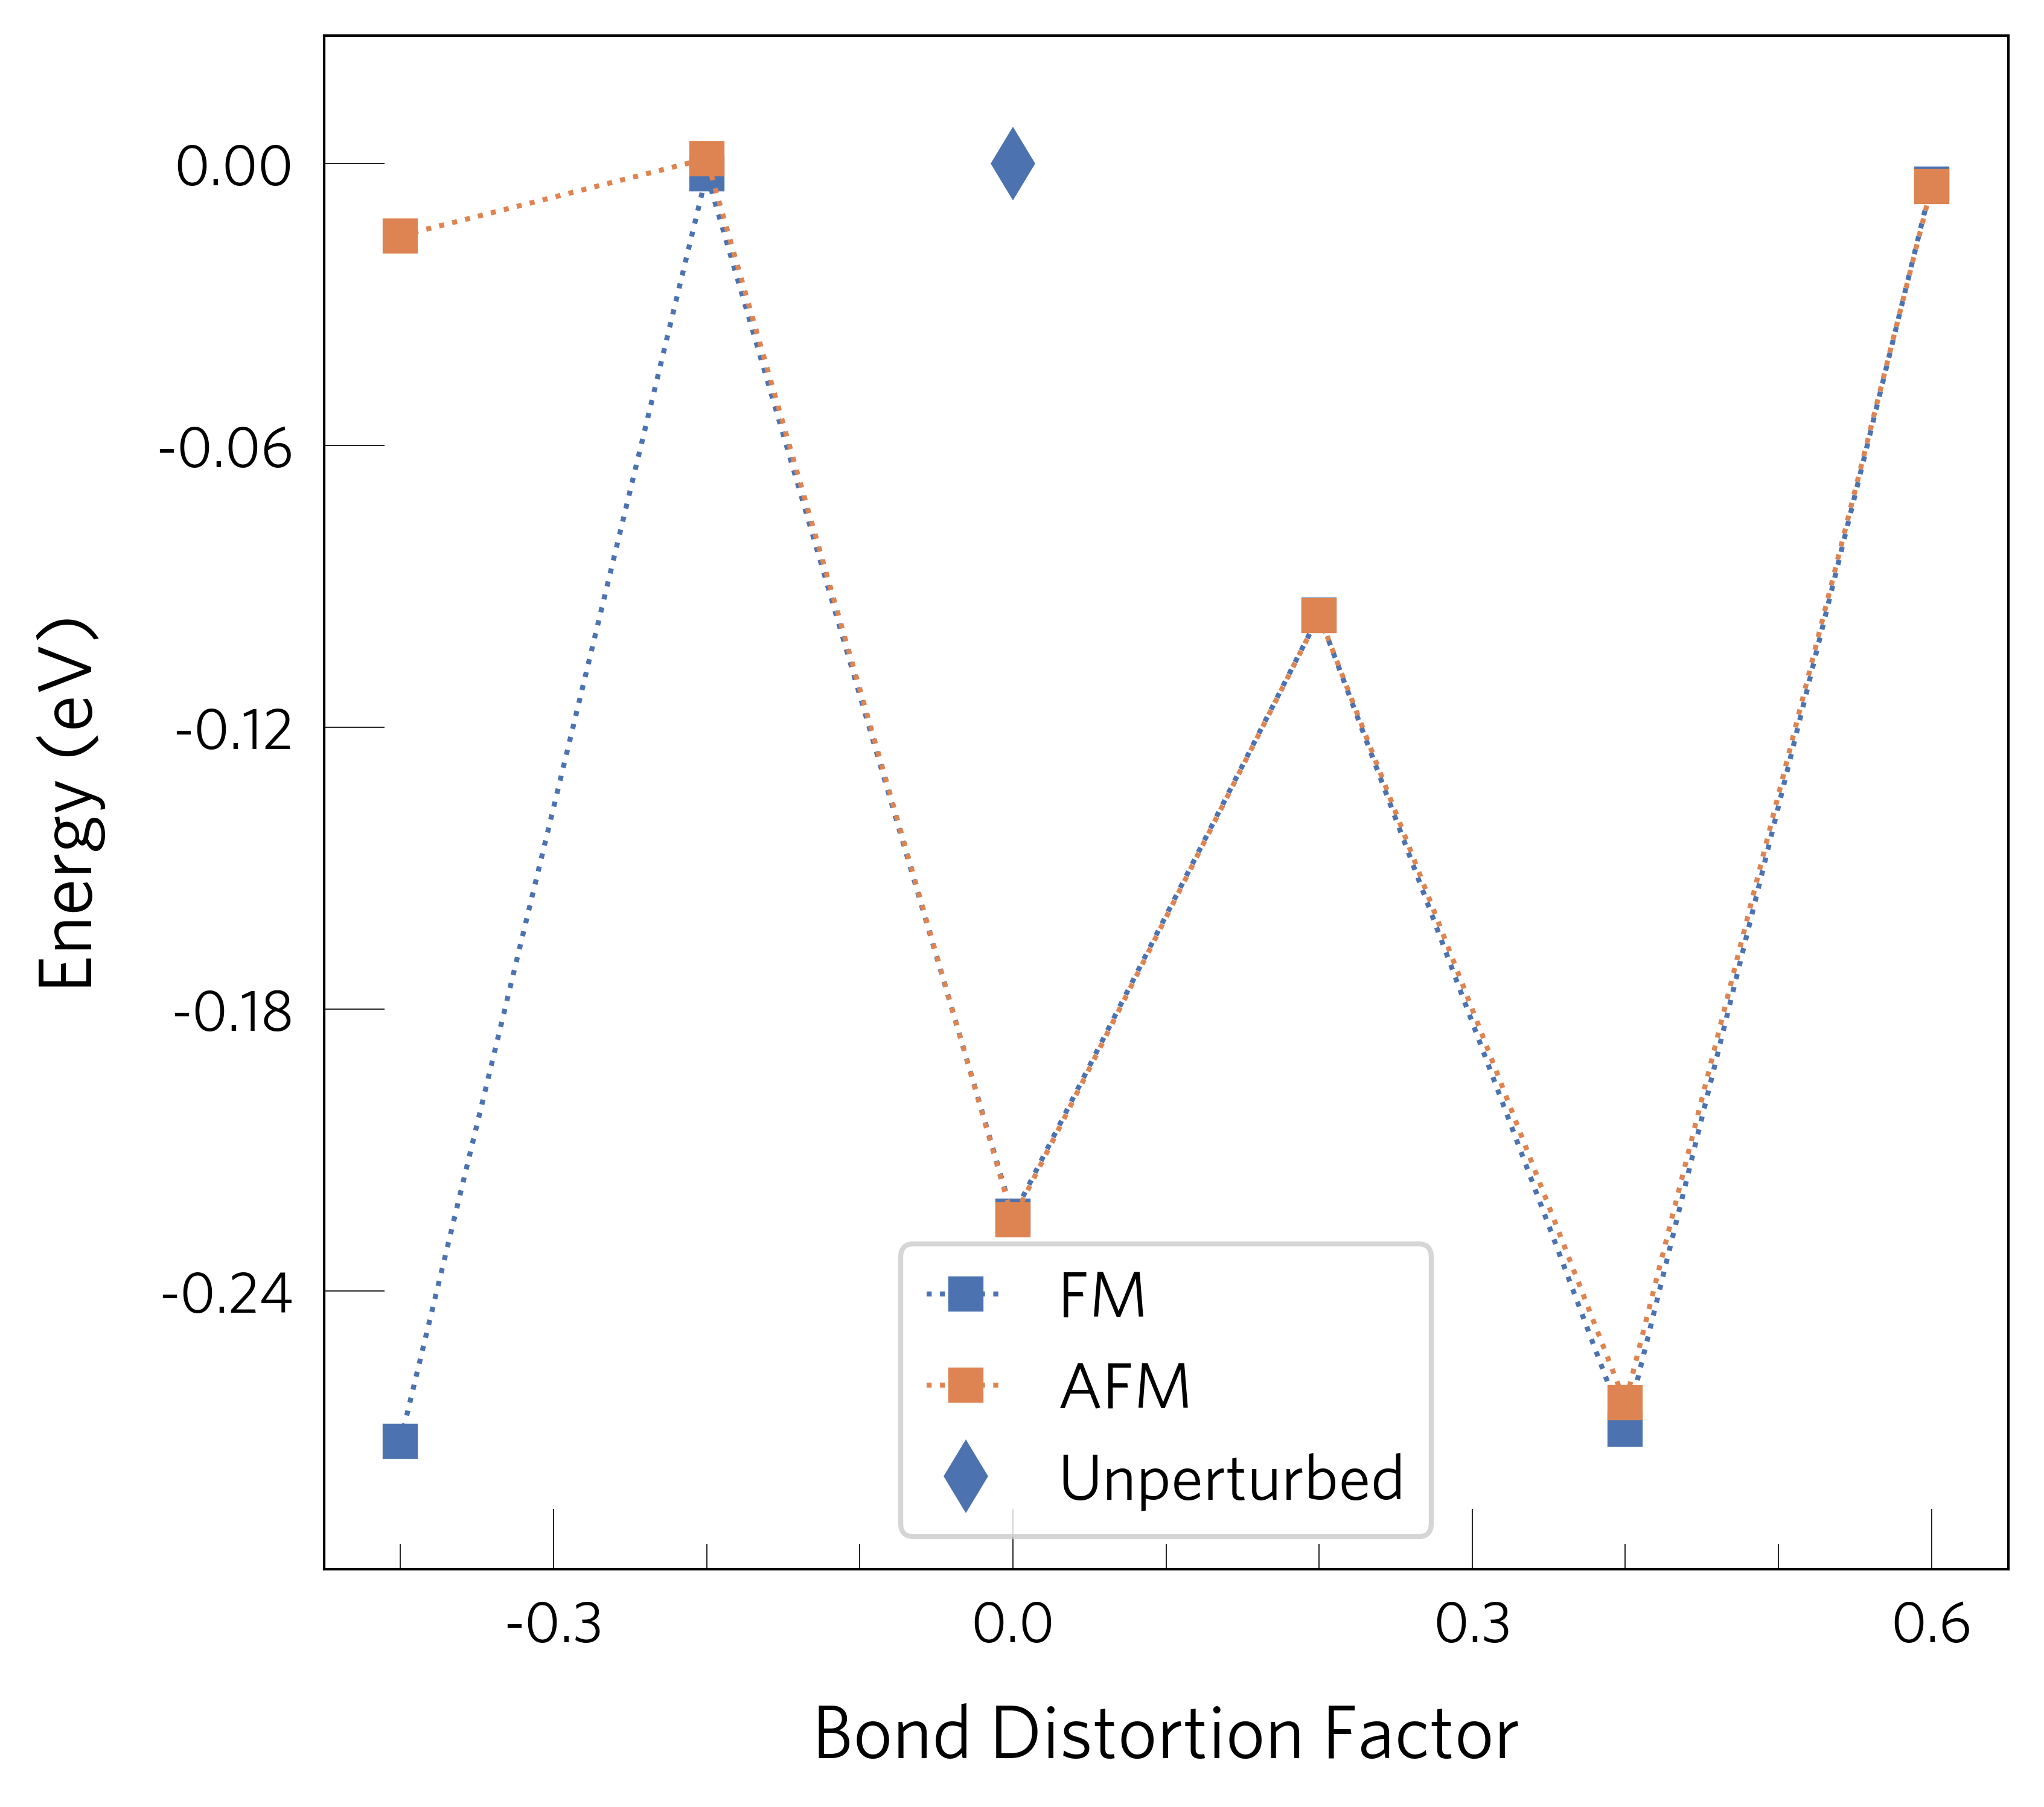 0.00
-0.06
-0.12
-0.18
-0.24
Energy (eV)
FM
AFM
Unperturbed
-0.3 0.0 0.3 0.6
Bond Distortion Factor